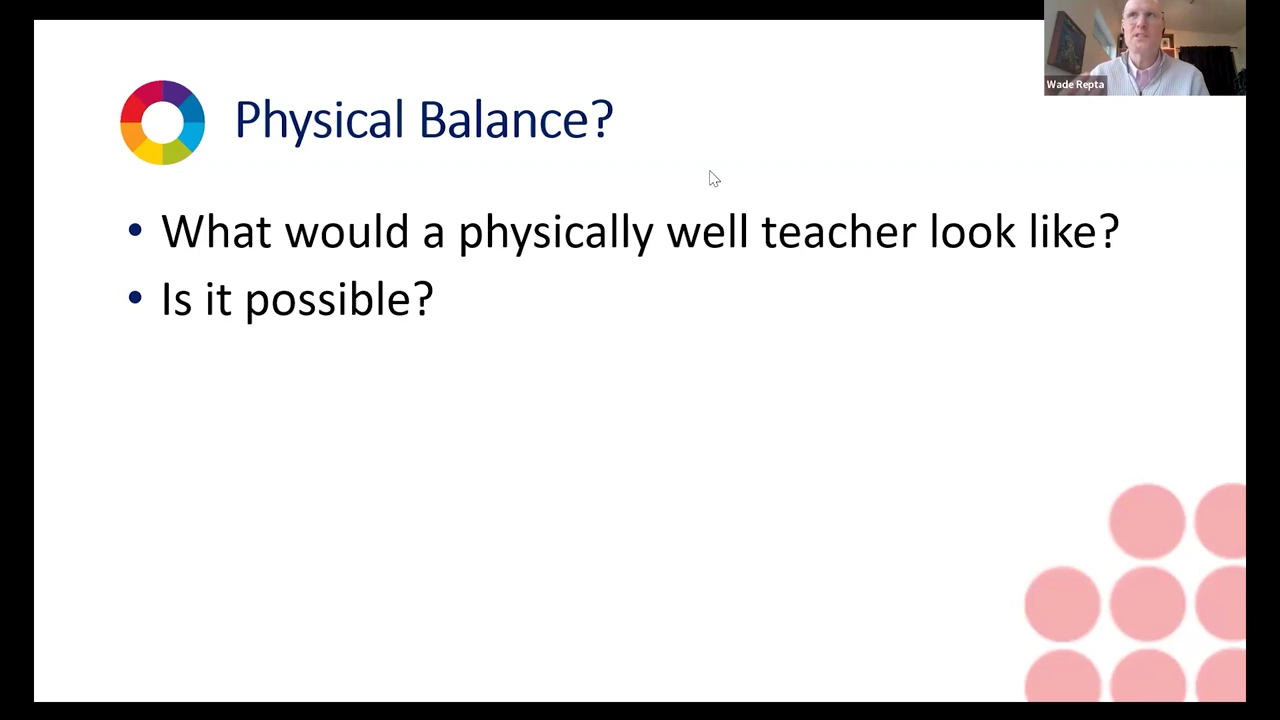 Wade Repta
Physical Balance?
• What would a physically well teacher look like?
• Is it possible?